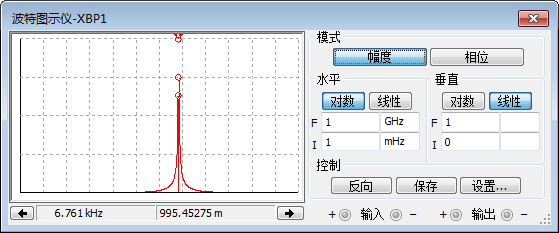 波特图示仪-XBP1
模式
幅度 相位
水平 垂直
对数 线性 对数 线性
F 1 GHz F 1
I 1 mHz I 0
控制
反向 保存 设置...
6.761 kHz 995.45275 m
+ 输入 − + 输出 −